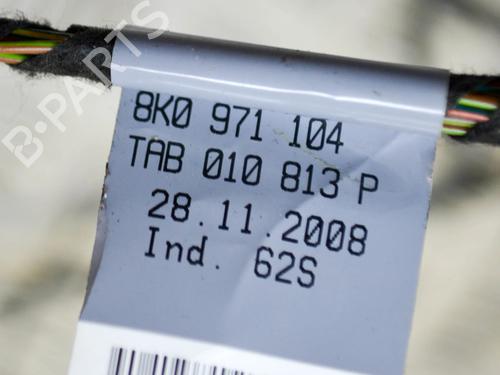 B-PARTS
8K0 971 104
TAB 010 813 P
28.11.2008
Ind. 62S